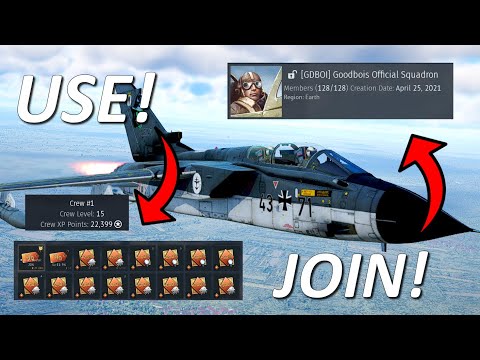 USE!
[GDBOI] Goodbois Official Squadron
Members (128/128) Creation Date: April 25, 2021
Region: Earth
Crew #1
Crew Level: 15
Crew XP Points: 22,399
43 71
JOIN!